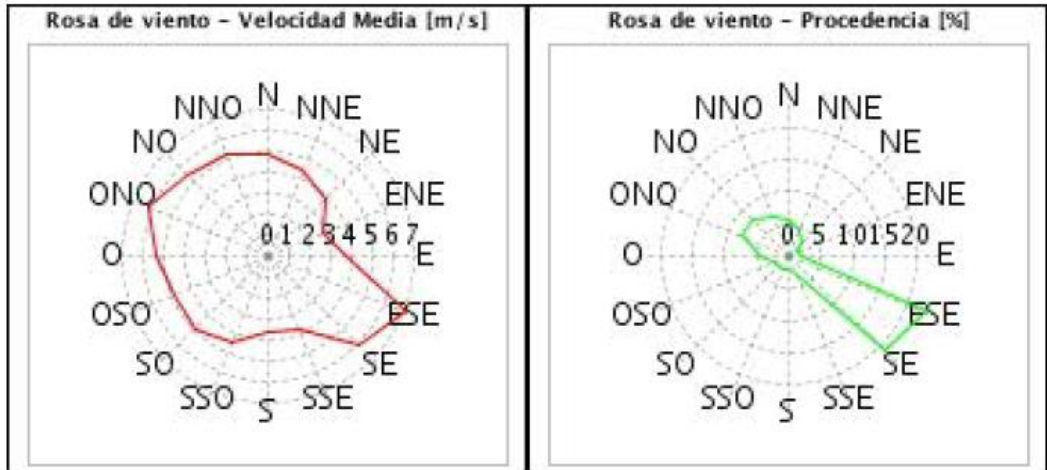 Rosa de viento - Velocidad Media [m/s]
N
NNO NNE
NO NE
ONO ENE
0 1 2 3 4 5 6 7
O E
OSO ESE
SO SE
SSO SSE
S
Rosa de viento - Procedencia [%]
N
NNO NNE
NO NE
ONO ENE
0 5 10 15 20
O E
OSO ESE
SO SE
SSO SSE
S